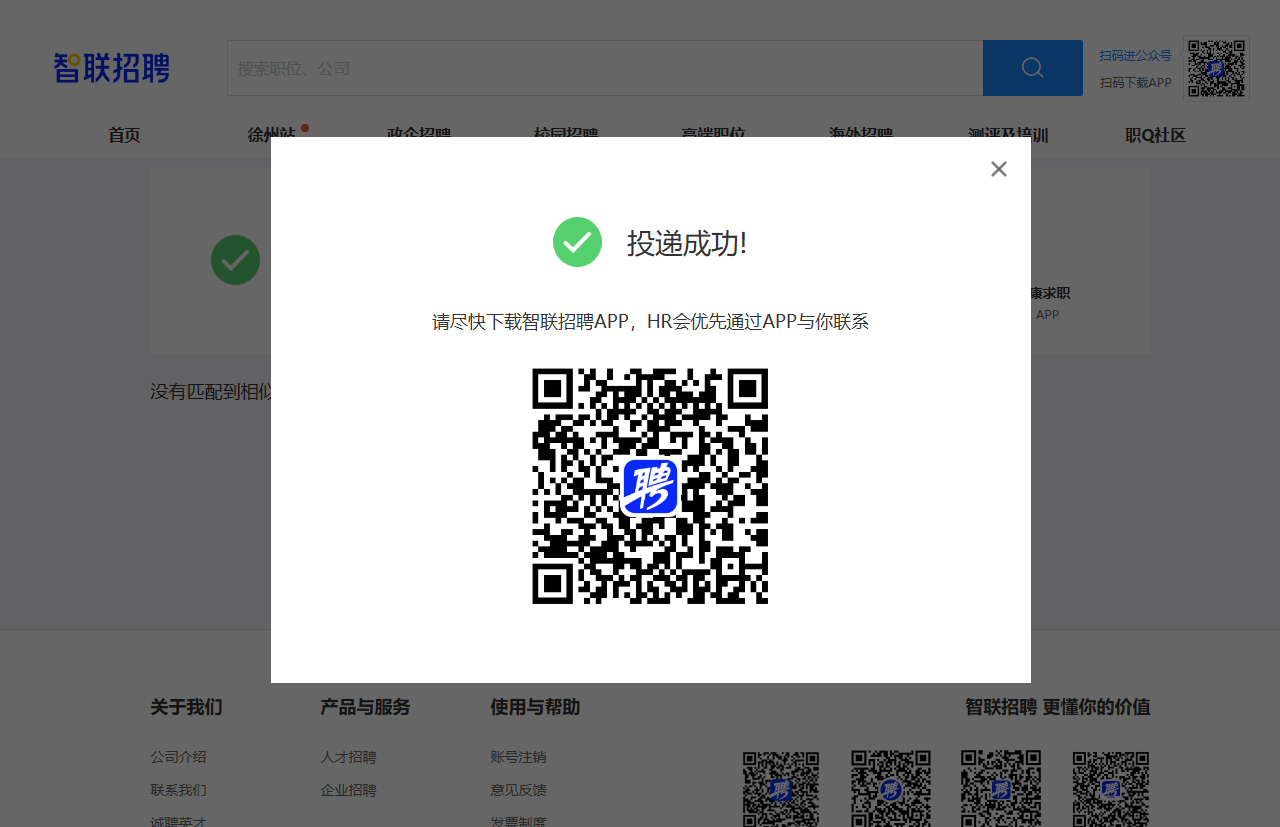 智联招聘
搜索职位、公司
扫码进公众号
扫码下载APP
首页
徐州站
政企招聘
校园招聘
高端职位
海外招聘
测评及培训
职Q社区
投递成功!
康求职
APP
请尽快下载智联招聘APP，HR会优先通过APP与你联系
没有匹配到相似
聘
关于我们
产品与服务
使用与帮助
智联招聘 更懂你的价值
公司介绍
人才招聘
账号注销
联系我们
企业招聘
意见反馈
诚聘英才
发票制度